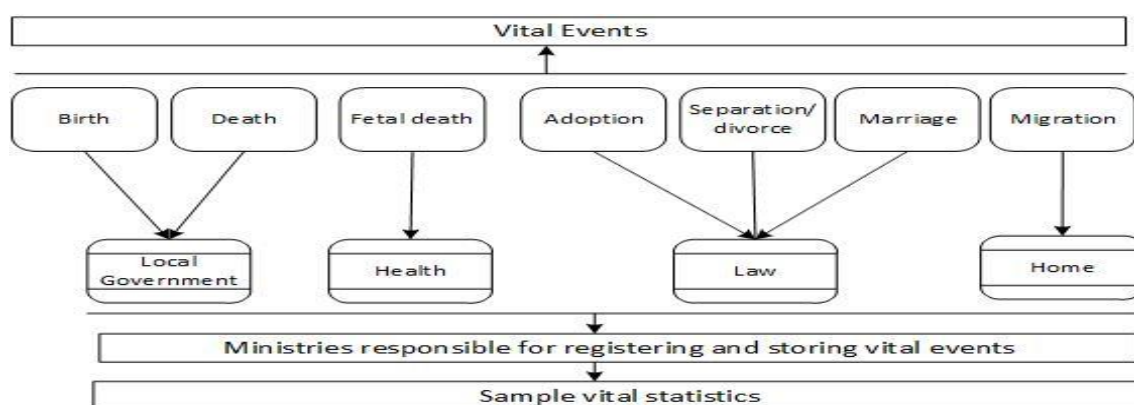 Vital Events
Birth
Death
Fetal death
Adoption
Separation/
divorce
Marriage
Migration
Local
Government
Health
Law
Home
Ministries responsible for registering and storing vital events
Sample vital statistics